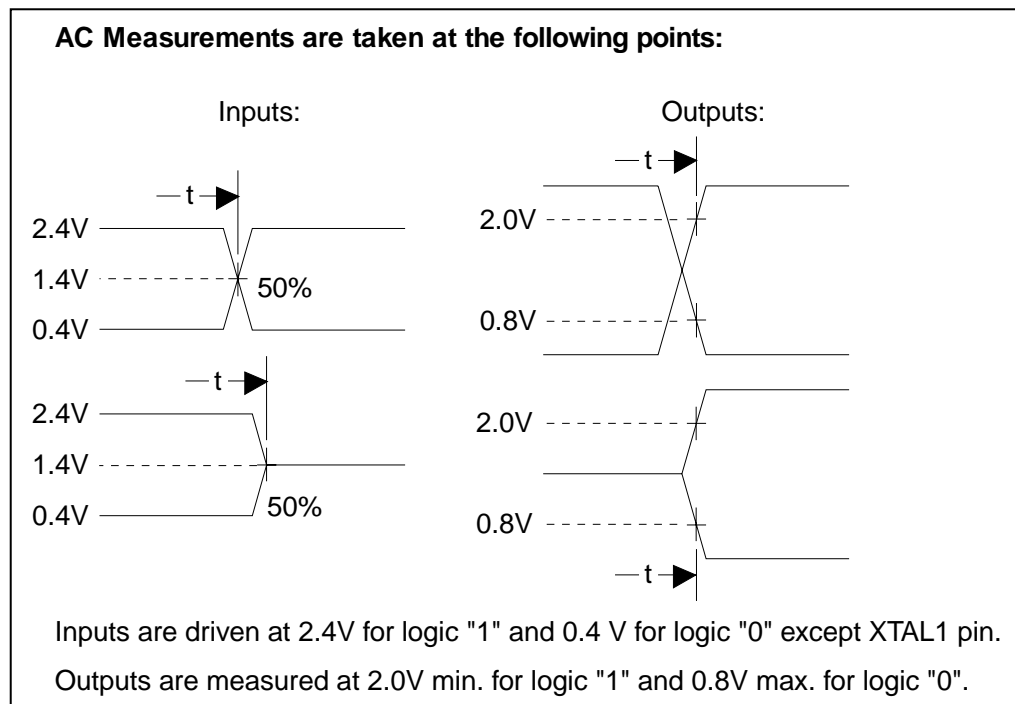 AC Measurements are taken at the following points:
Inputs:
t
2.4V
1.4V
50%
0.4V
t
2.4V
1.4V
50%
0.4V
Outputs:
t
2.0V
0.8V
2.0V
0.8V
t
Inputs are driven at 2.4V for logic "1" and 0.4 V for logic "0" except XTAL1 pin.
Outputs are measured at 2.0V min. for logic "1" and 0.8V max. for logic "0".